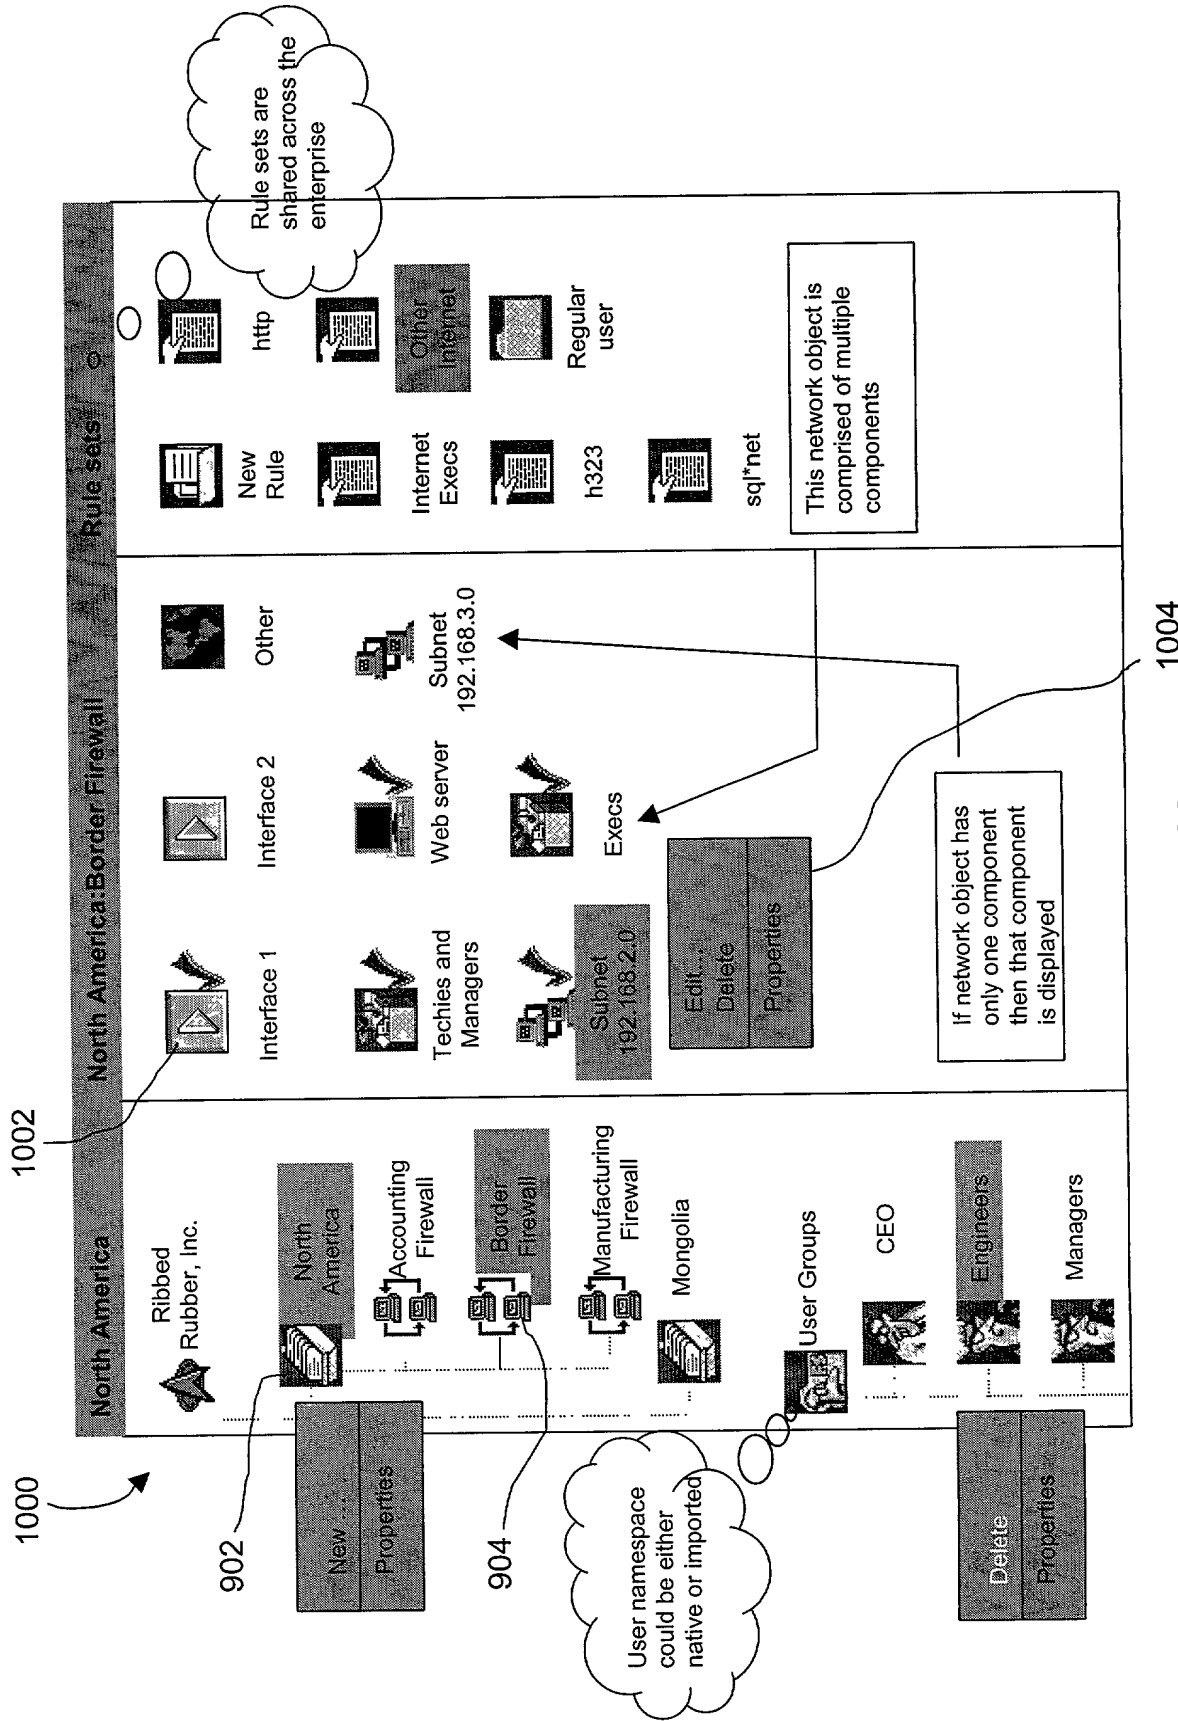 1000
1002
North America
North America:Border Firewall
Rule sets
Ribbed
Rubber, Inc.
902
North
America
New ...
Properties
Accounting
Firewall
904
Border
Firewall
Manufacturing
Firewall
Mongolia
User namespace
could be either
native or imported
User Groups
CEO
Engineers
Delete
Properties
Managers
Interface 1
Interface 2
Other
Techies and
Managers
Web server
Subnet
192.168.3.0
Subnet
192.168.2.0
Execs
Edit...
Delete
Properties
If network object has
only one component
then that component
is displayed
1004
New
Rule
http
Internet
Execs
Other
Internet
h323
Regular
user
sql*net
Rule sets are
shared across the
enterprise
This network object is
comprised of multiple
components